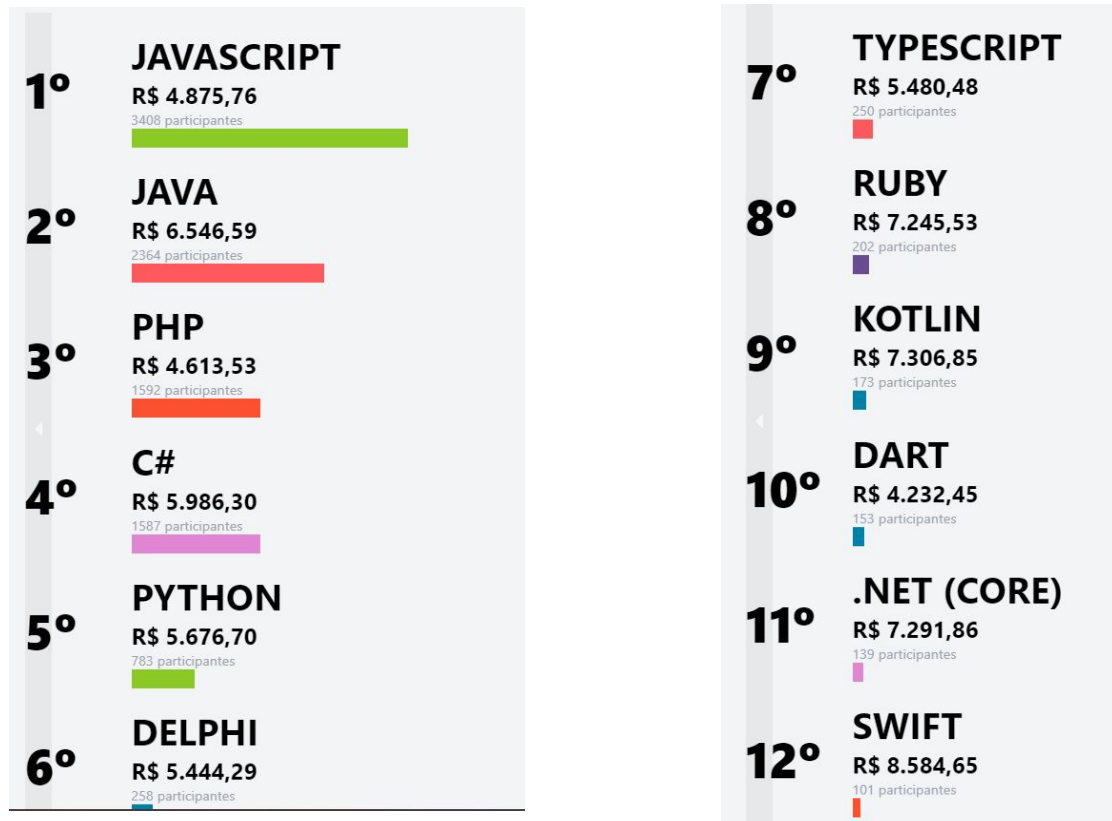 1º
JAVASCRIPT
R$ 4.875,76
3408 participantes
2º
JAVA
R$ 6.546,59
2364 participantes
3º
PHP
R$ 4.613,53
1592 participantes
4º
C#
R$ 5.986,30
1587 participantes
5º
PYTHON
R$ 5.676,70
783 participantes
6º
DELPHI
R$ 5.444,29
258 participantes
7º
TYPESCRIPT
R$ 5.480,48
250 participantes
8º
RUBY
R$ 7.245,53
202 participantes
9º
KOTLIN
R$ 7.306,85
173 participantes
10º
DART
R$ 4.232,45
153 participantes
11º
.NET (CORE)
R$ 7.291,86
139 participantes
12º
SWIFT
R$ 8.584,65
101 participantes